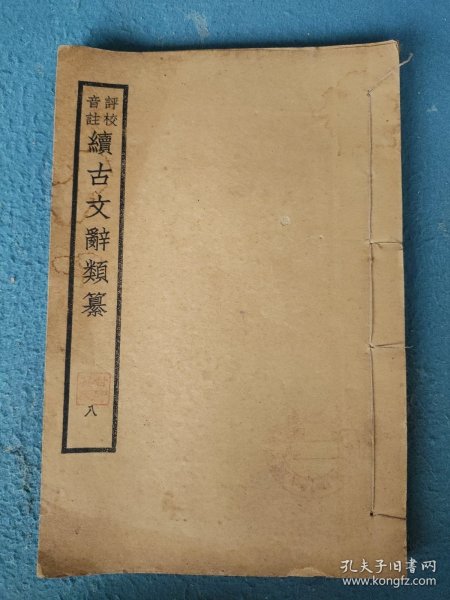 評校
音註
續古文辭類纂
八
孔夫子旧书网
www.kongfz.com